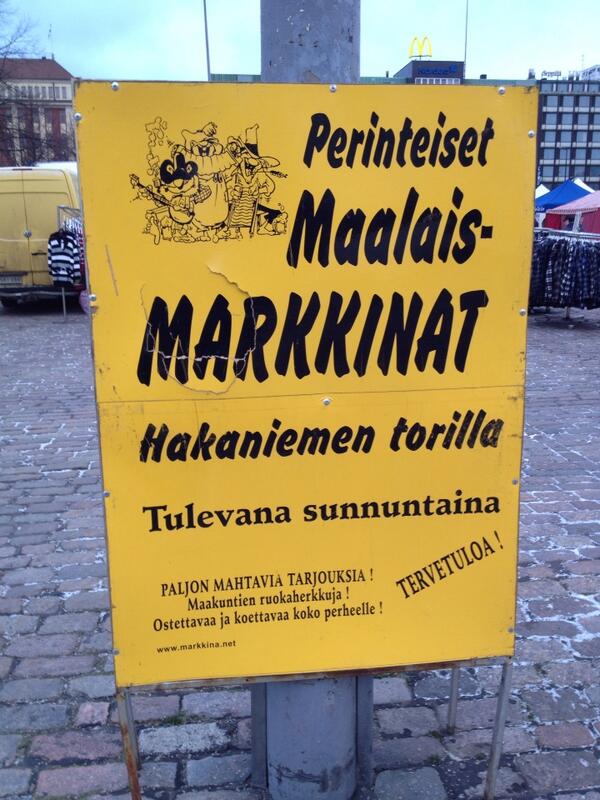 Perinteiset
Maalais-
MARKKINAT
Hakaniemen torilla
Tulevana sunnuntaina
PALJON MAHTAVIA TARJOUKSIA !
Maakuntien ruokaherkkuja !
Ostettavaa ja koettavaa koko perheelle !
TERVETULOA !
www.markkina.net